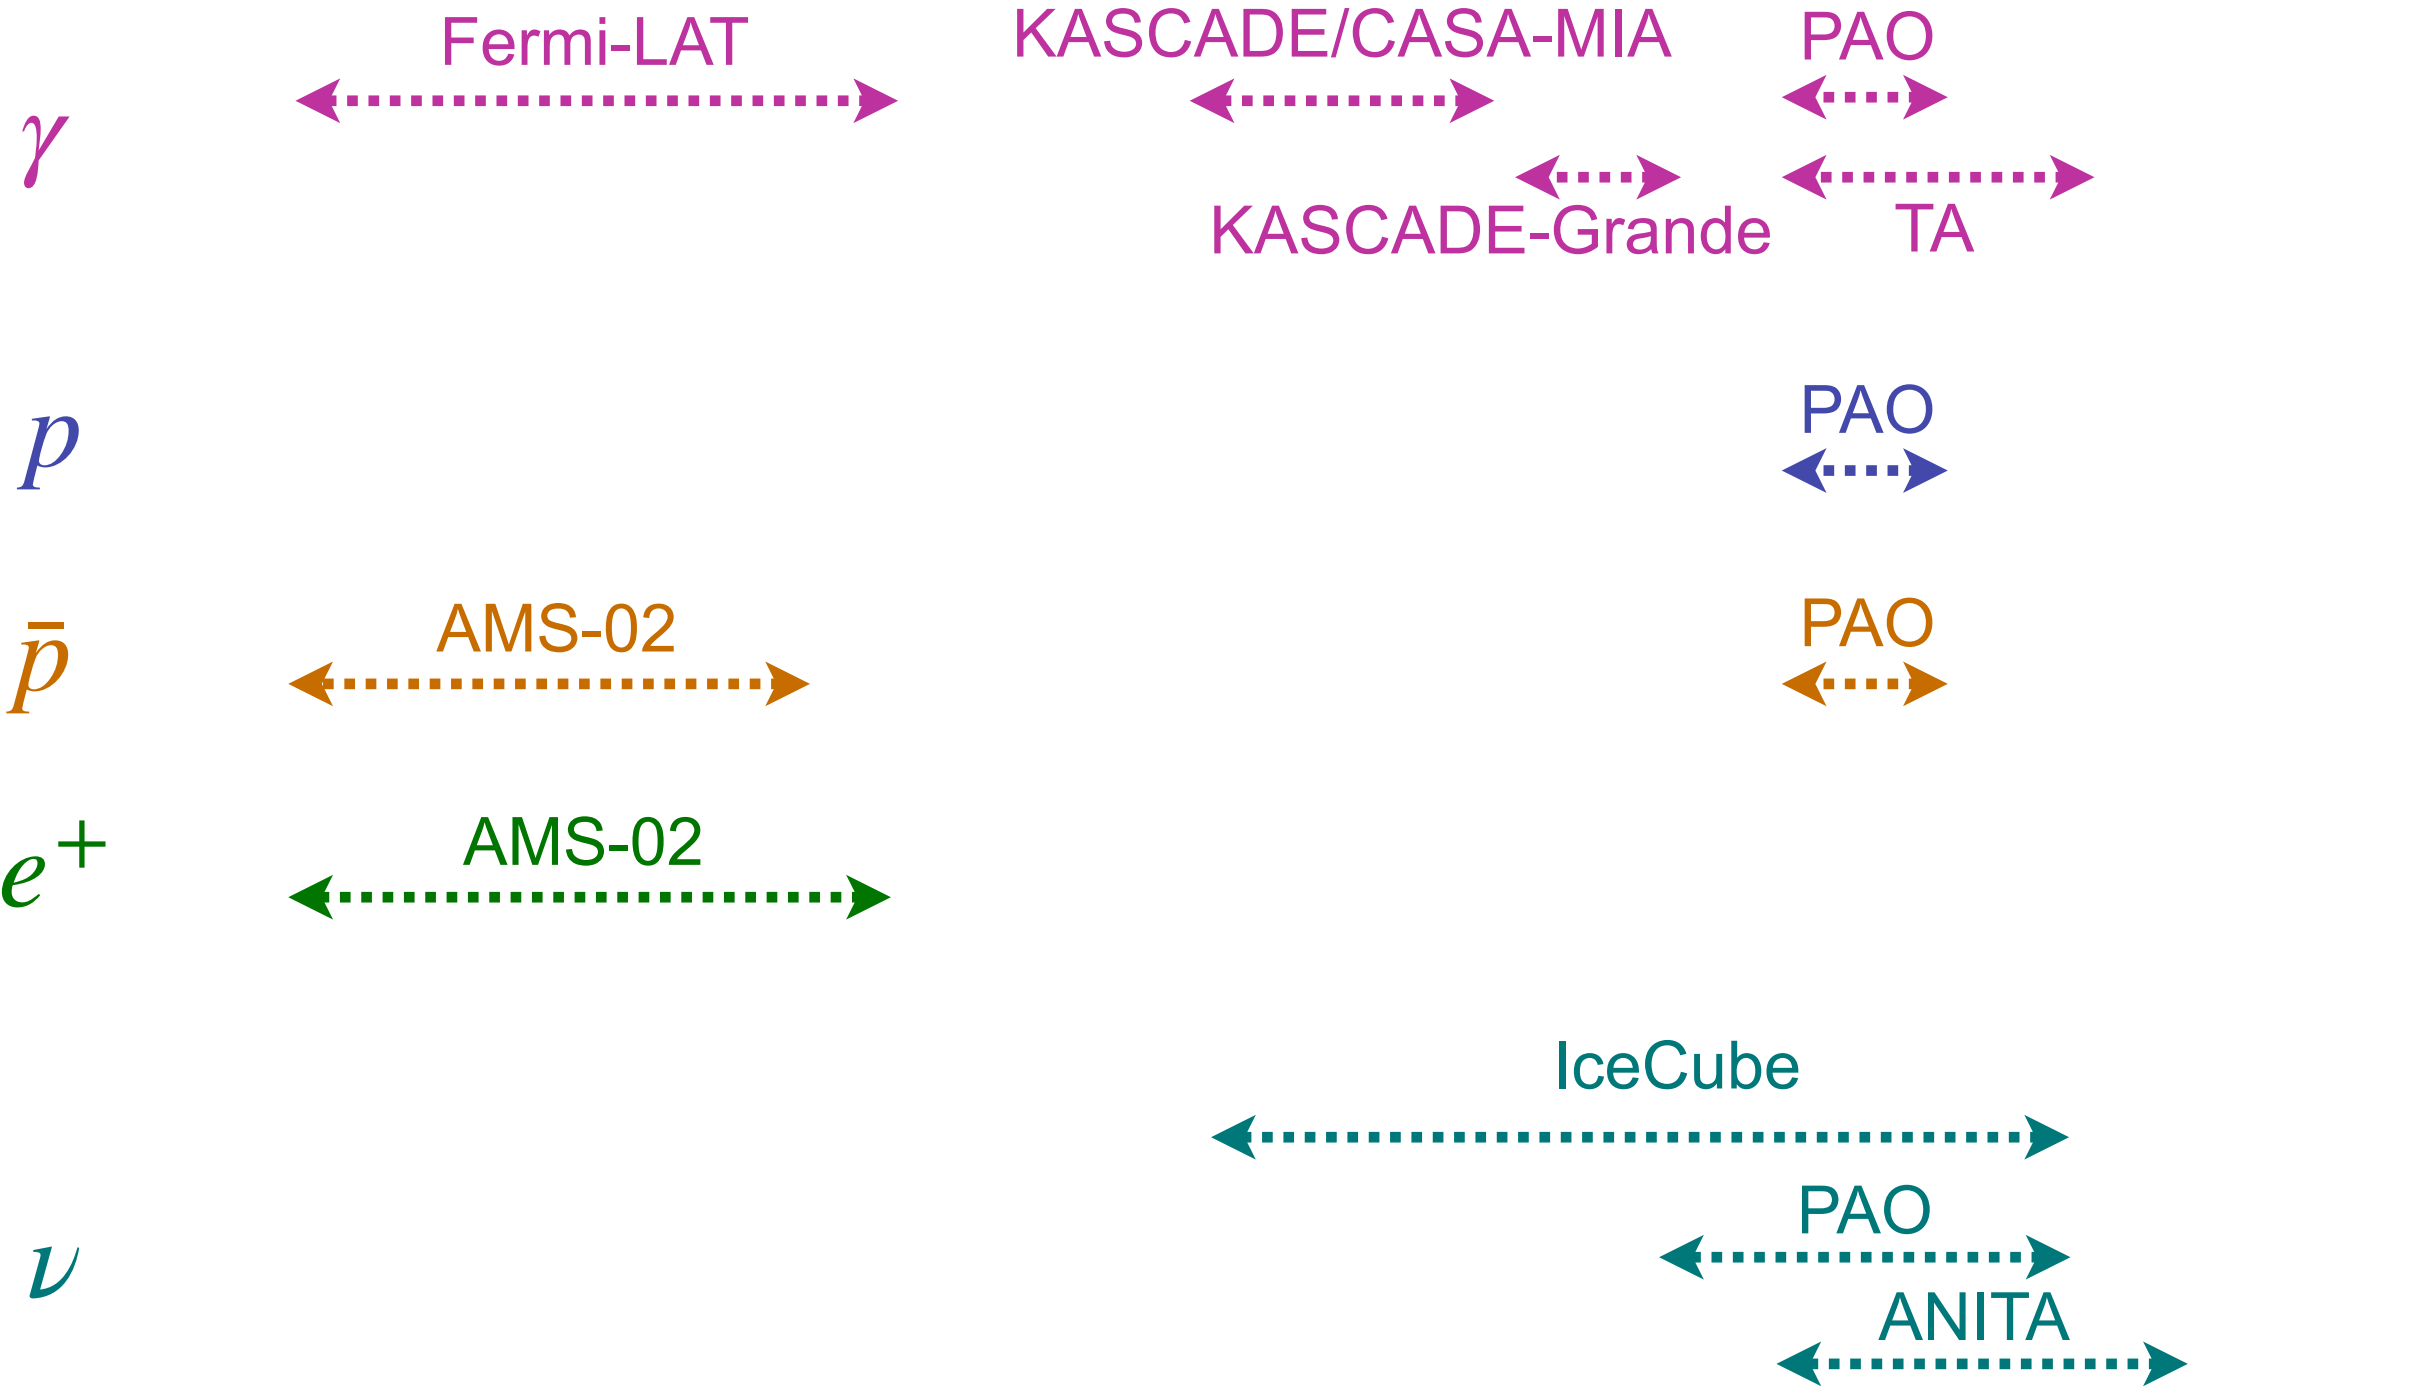 Fermi-LAT
KASCADE/CASA-MIA
PAO
γ
KASCADE-Grande
TA
PAO
p
AMS-02
PAO
p̄
AMS-02
e⁺
IceCube
PAO
ν
ANITA